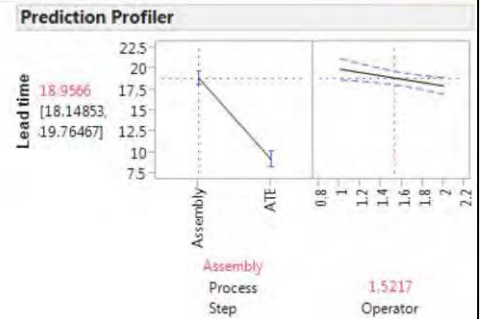 Prediction Profiler
Lead time
18.9566
[18.14853,
19.76467]
22.5
20
17.5
15
12.5
10
7.5
Assembly
ATE
0.8
1
1.2
1.4
1.6
1.8
2
2.2
Assembly
Process
Step
1.5217
Operator